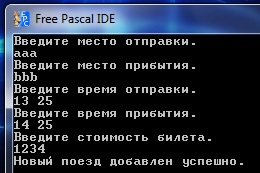 Free Pascal IDE
Введите место отправки.
aaa
Введите место прибытия.
bbb
Введите время отправки.
13 25
Введите время прибытия.
14 25
Введите стоимость билета.
1234
Новый поезд добавлен успешно.